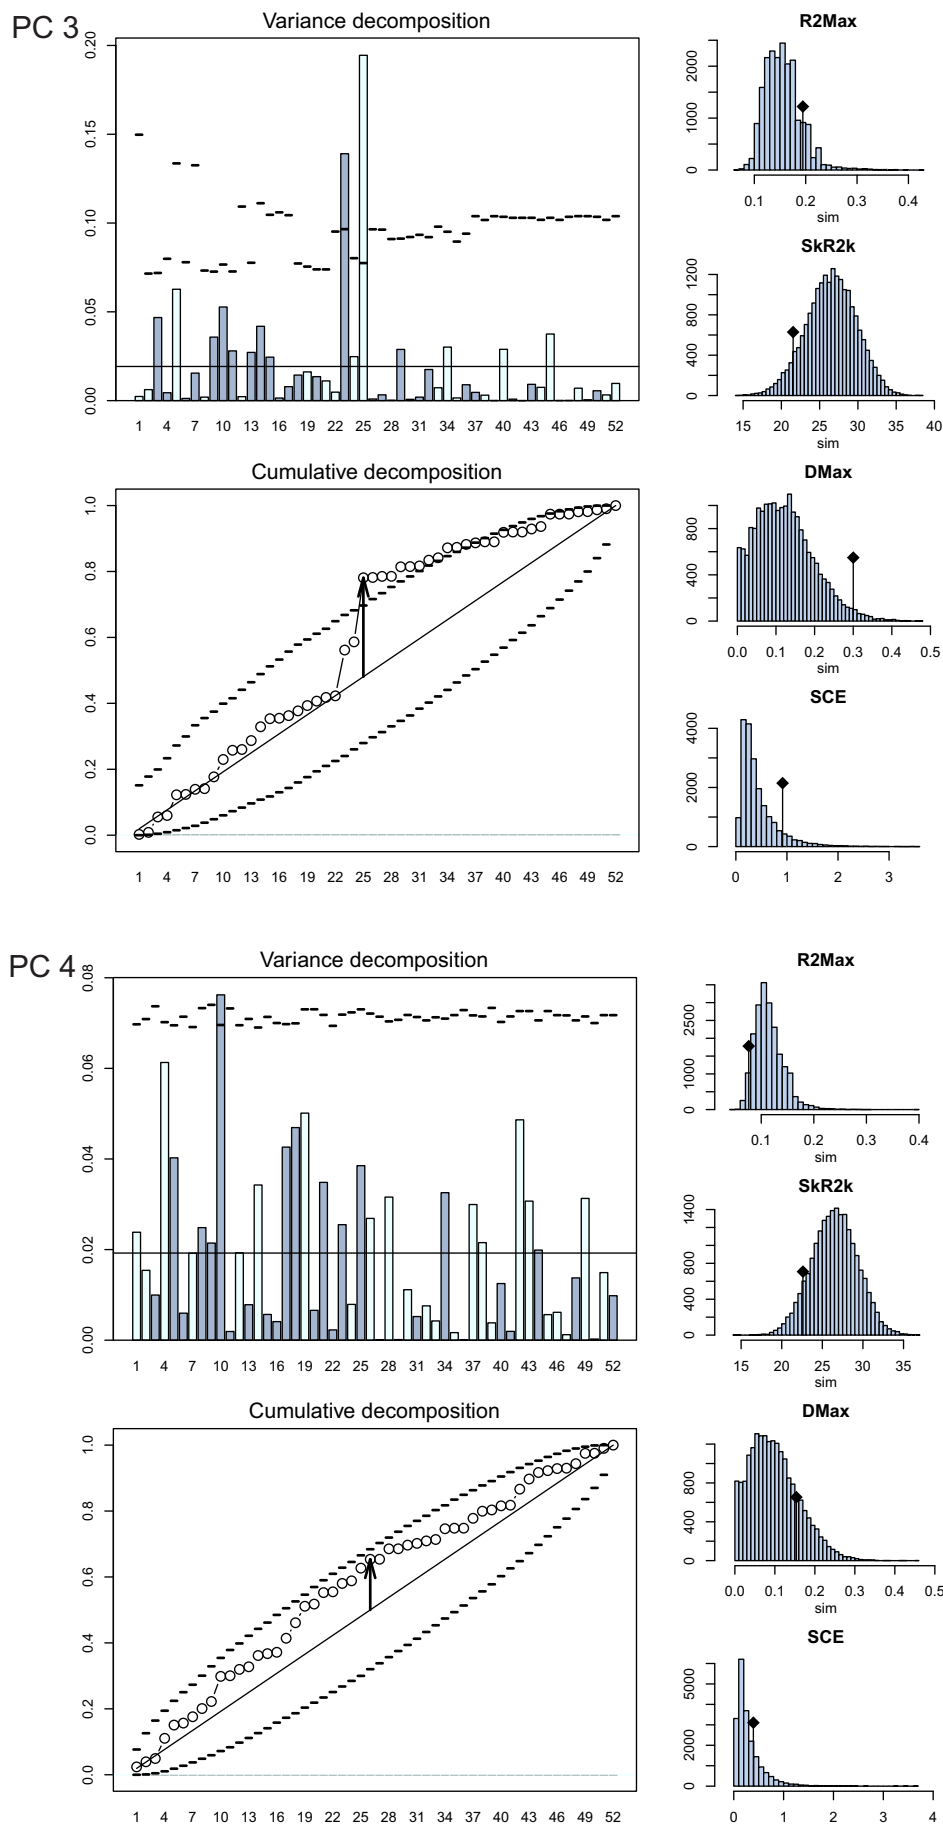 PC 3
Variance decomposition
0.00 0.05 0.10 0.15 0.20
1 4 7 10 13 16 19 22 25 28 31 34 37 40 43 46 49 52
R2Max
0 1000 2000
0.1 0.2 0.3 0.4
sim
SkR2k
0 400 800 1200
15 20 25 30 35 40
sim
Cumulative decomposition
0.0 0.2 0.4 0.6 0.8 1.0
1 4 7 10 13 16 19 22 25 28 31 34 37 40 43 46 49 52
DMax
0 400 800
0.0 0.1 0.2 0.3 0.4 0.5
sim
SCE
0 2000 4000
0 1 2 3
PC 4
Variance decomposition
0.00 0.02 0.04 0.06 0.08
1 4 7 10 13 16 19 22 25 28 31 34 37 40 43 46 49 52
R2Max
0 1000 2500
0.1 0.2 0.3 0.4
sim
SkR2k
0 400 800 1400
15 20 25 30 35
sim
Cumulative decomposition
0.0 0.2 0.4 0.6 0.8 1.0
1 4 7 10 13 16 19 22 25 28 31 34 37 40 43 46 49 52
DMax
0 400 800
0.0 0.1 0.2 0.3 0.4 0.5
sim
SCE
0 2000 5000
0 1 2 3 4